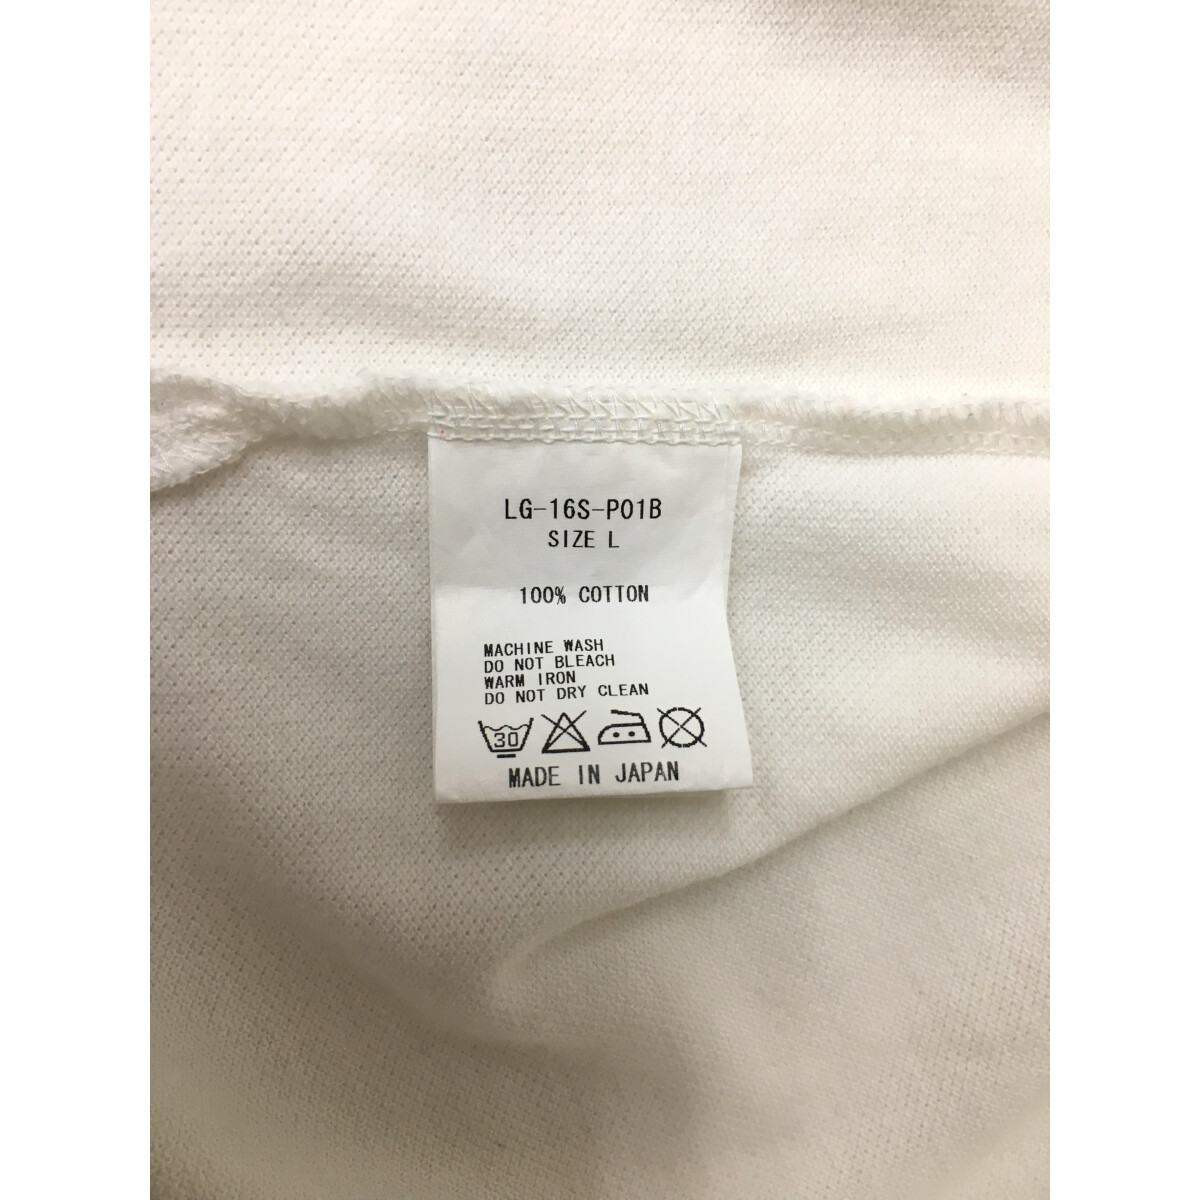 LG-16S-P01B
SIZE L
100% COTTON
MACHINE WASH
DO NOT BLEACH
WARM IRON
DO NOT DRY CLEAN
30
MADE IN JAPAN